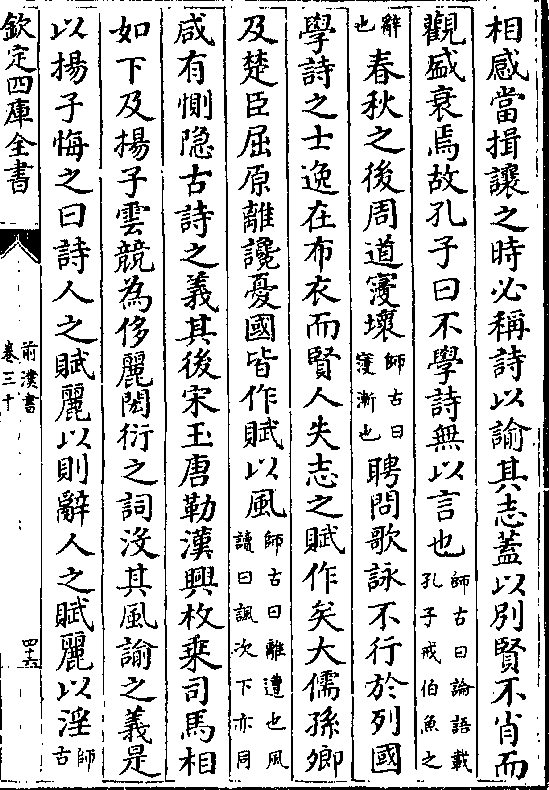 相感當揖讓之時必稱詩以諭其志蓋以别賢不肖而
觀盛衰焉故孔子曰不學詩無以言也師古曰論語載孔子戒伯魚之
辭也春秋之後周道寖壞師古曰寖漸也聘問歌詠不行於列國
學詩之士逸在布衣而賢人失志之賦作矣大儒孫卿
及楚臣屈原離讒憂國皆作賦以風師古曰離遭也風讀曰諷次下亦同
咸有惻隐古詩之義其後宋玉唐勒漢興枚乗司馬相
如下及揚子雲競為侈麗閎衍之詞没其風諭之義是
以揚子悔之曰詩人之賦麗以則辭人之賦麗以淫師古
欽定四庫全書
前漢書
卷三十
四十六